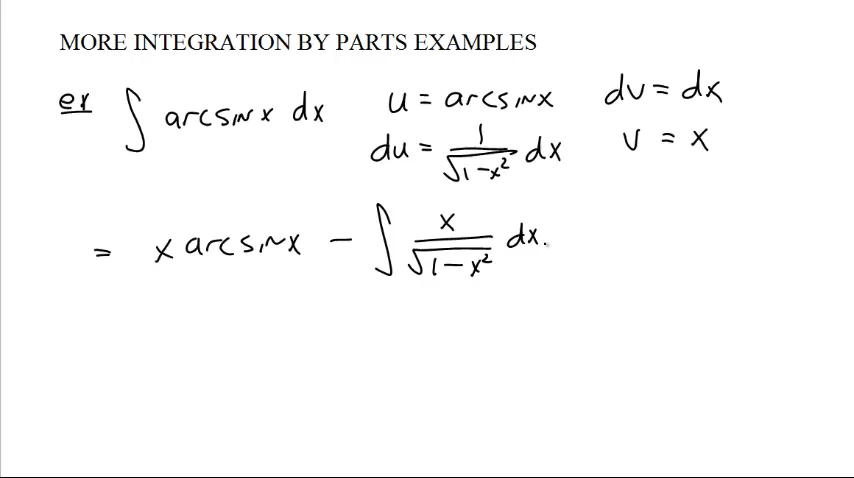 MORE INTEGRATION BY PARTS EXAMPLES
ex ∫ arcsin x dx u = arcsin x dv = dx
du = 1/√(1-x²) dx v = x
= x arcsin x - ∫ x/√(1-x²) dx.